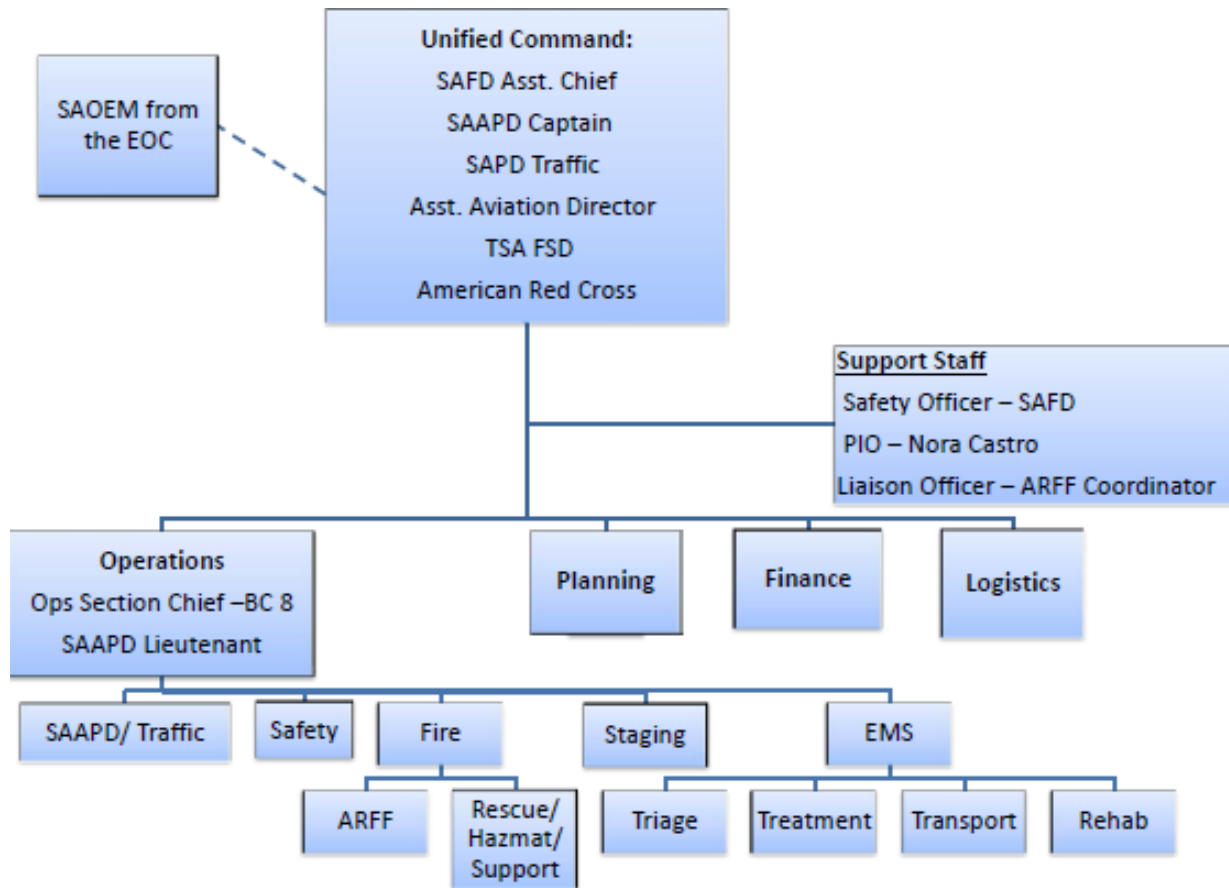 Unified Command:
SAFD Asst. Chief
SAAPD Captain
SAPD Traffic
Asst. Aviation Director
TSA FSD
American Red Cross
SAOEM from
the EOC
Support Staff
Safety Officer – SAFD
PIO – Nora Castro
Liaison Officer – ARFF Coordinator
Operations
Ops Section Chief –BC 8
SAAPD Lieutenant
Planning
Finance
Logistics
SAAPD/ Traffic
Safety
Fire
Staging
EMS
ARFF
Rescue/
Hazmat/
Support
Triage
Treatment
Transport
Rehab